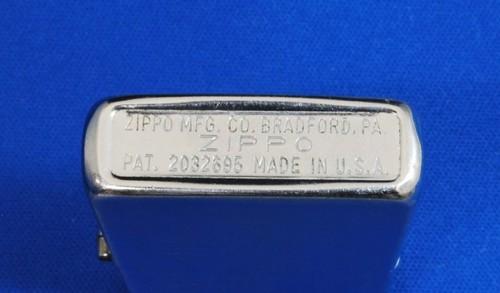 ZIPPO MFG. CO. BRADFORD, PA.
ZIPPO
PAT. 2032695 MADE IN U.S.A.